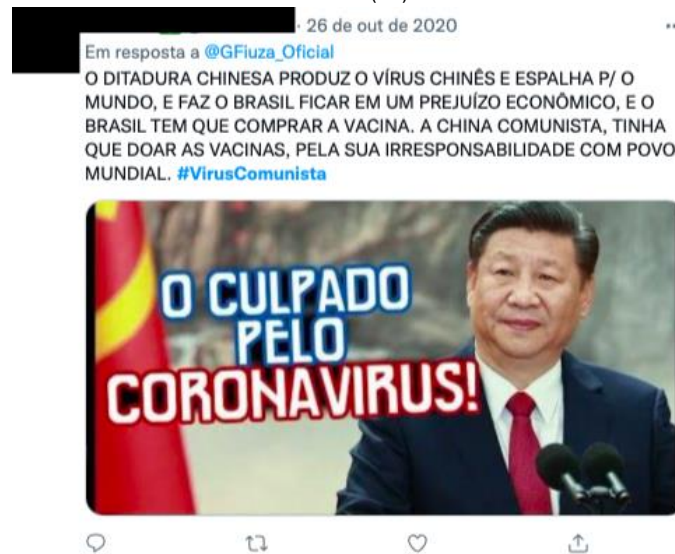 · 26 de out de 2020
Em resposta a @GFiuza_Oficial
O DITADURA CHINESA PRODUZ O VÍRUS CHINÊS E ESPALHA P/ O
MUNDO, E FAZ O BRASIL FICAR EM UM PREJUÍZO ECONÔMICO, E O
BRASIL TEM QUE COMPRAR A VACINA. A CHINA COMUNISTA, TINHA
QUE DOAR AS VACINAS, PELA SUA IRRESPONSABILIDADE COM POVO
MUNDIAL. #VirusComunista
O CULPADO
PELO
CORONAVIRUS!